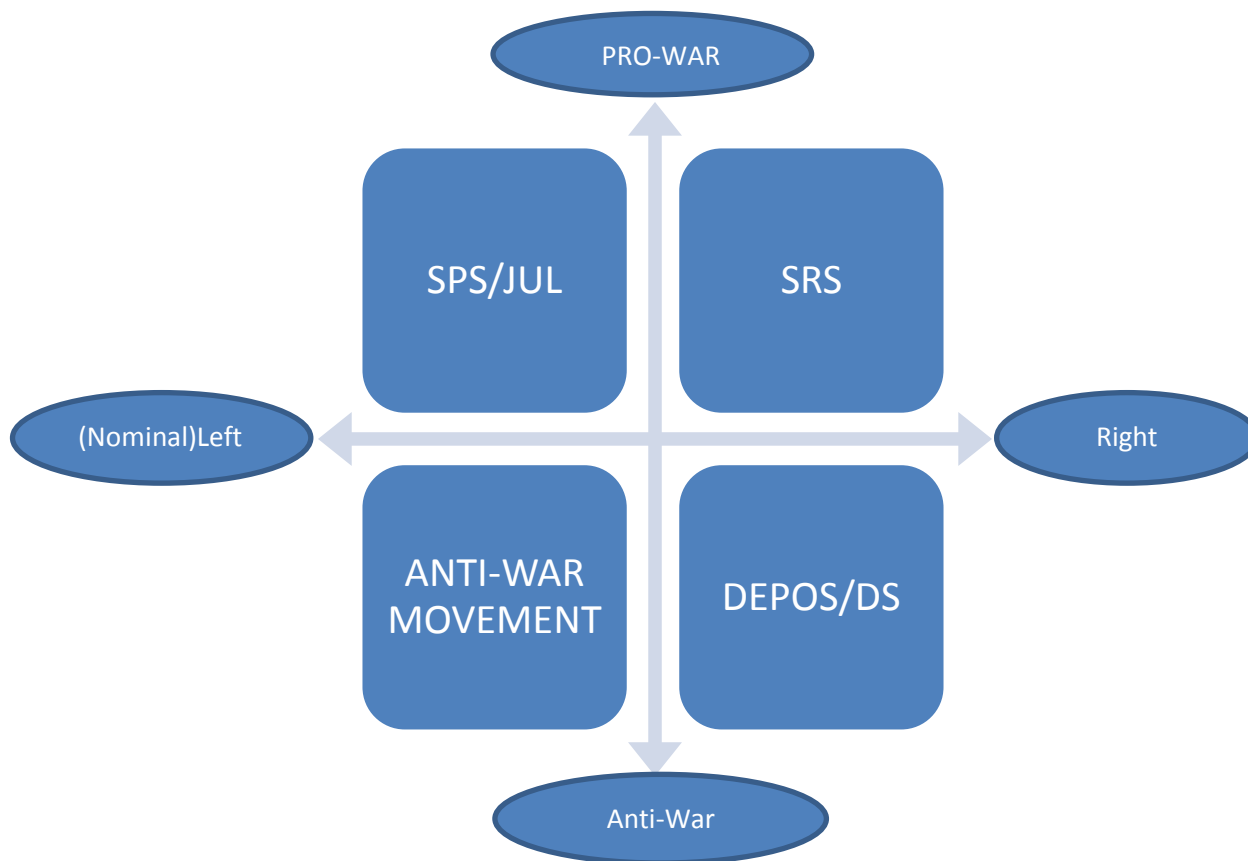 PRO-WAR
SPS/JUL
SRS
(Nominal)Left
Right
ANTI-WAR
MOVEMENT
DEPOS/DS
Anti-War